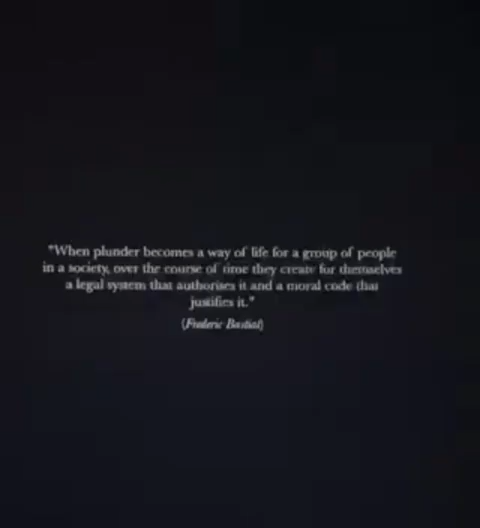 "When plunder becomes a way of life for a group of people
in a society, over the course of time they create for themselves
a legal system that authorises it and a moral code that
justifies it."
(Frederic Bastiat)